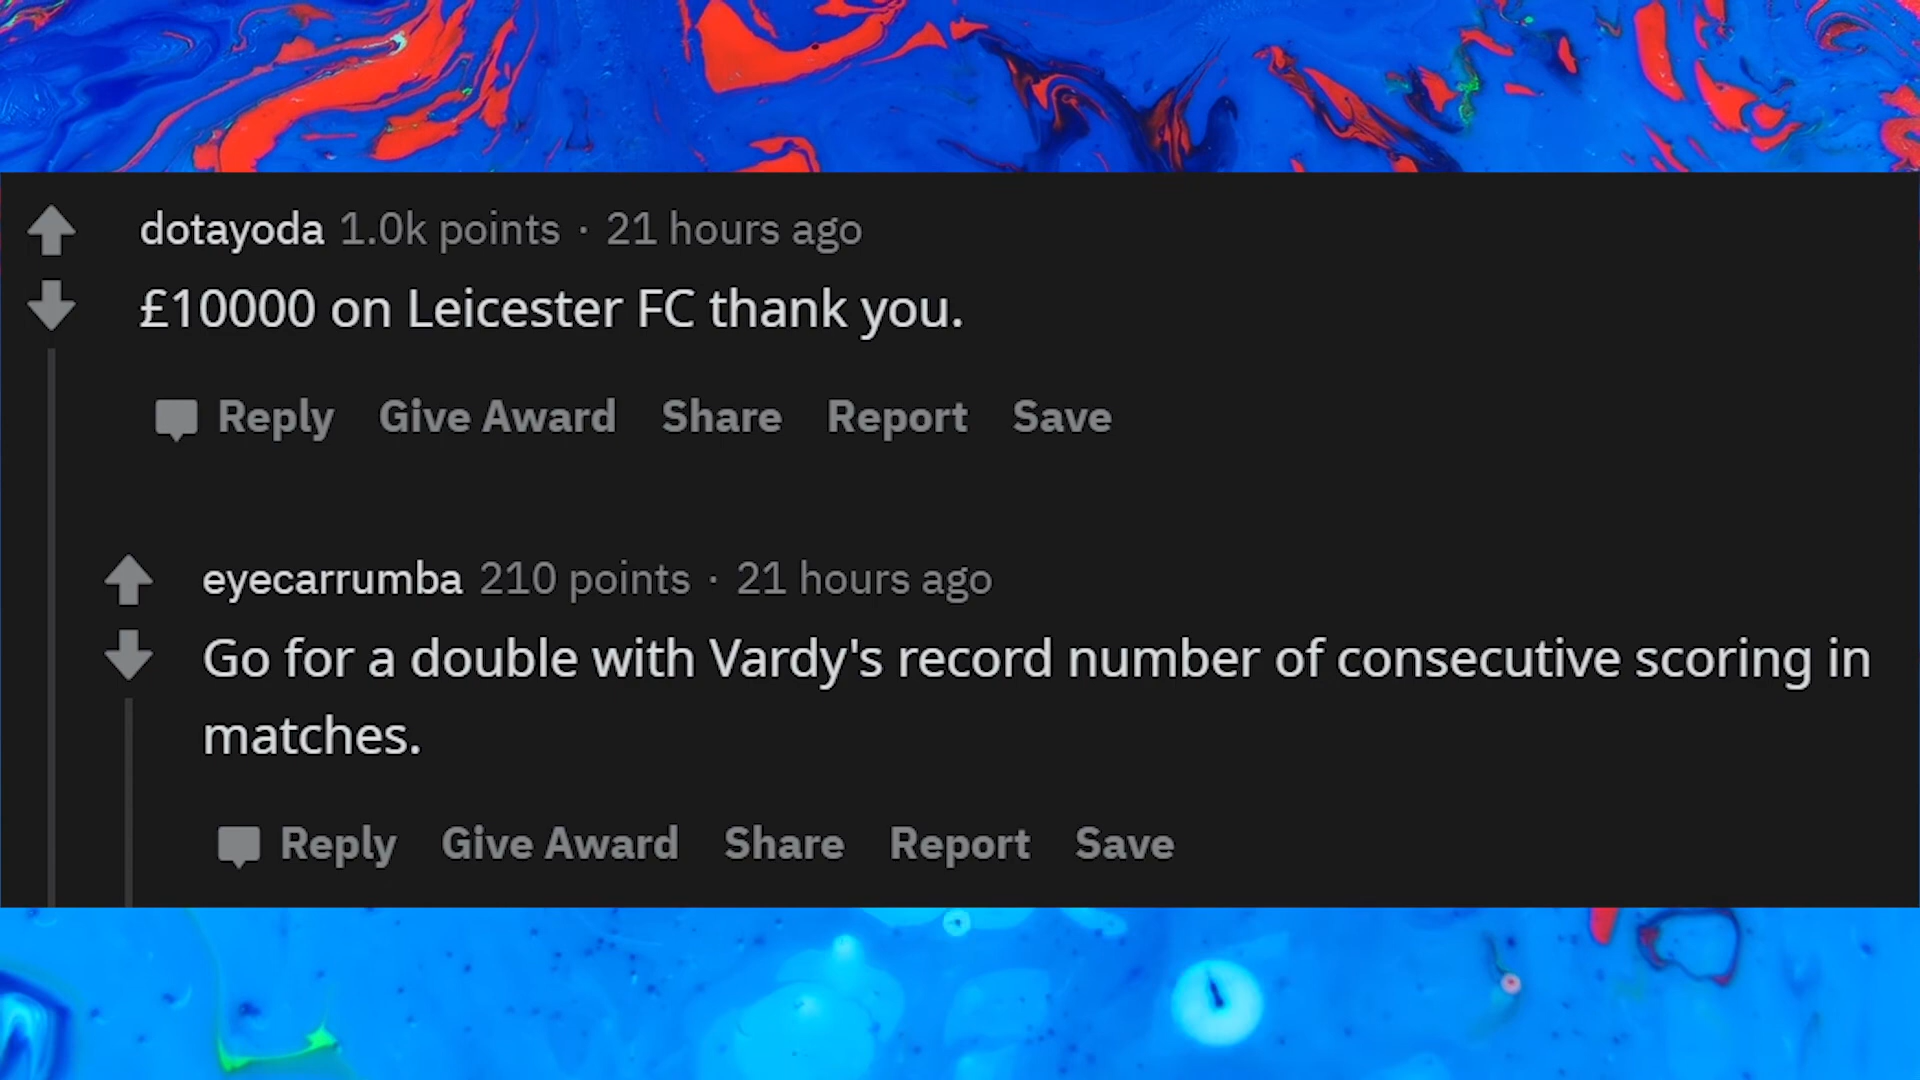 dotayoda 1.0k points · 21 hours ago
£10000 on Leicester FC thank you.
Reply Give Award Share Report Save
eyecarrumba 210 points · 21 hours ago
Go for a double with Vardy's record number of consecutive scoring in
matches.
Reply Give Award Share Report Save